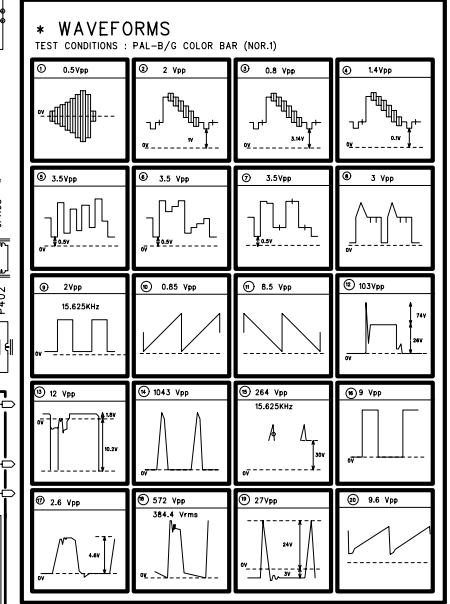 * WAVEFORMS
TEST CONDITIONS : PAL-B/G COLOR BAR (NOR.1)
① 0.5Vpp
0V
② 2 Vpp
1V
0V
③ 0.8 Vpp
3.14V
0V
④ 1.4Vpp
0.1V
0V
⑤ 3.5Vpp
0.5V
0V
⑥ 3.5 Vpp
0.5V
0V
⑦ 3.5Vpp
0.5V
0V
⑧ 3 Vpp
0V
⑨ 2Vpp
15.625KHz
0V
⑩ 0.85 Vpp
⑪ 8.5 Vpp
⑫ 103Vpp
74V
26V
0V
⑬ 12 Vpp
1.8V
0V
10.2V
⑭ 1043 Vpp
0V
⑮ 264 Vpp
15.625KHz
30V
0V
⑯ 9 Vpp
0V
⑰ 2.6 Vpp
4.6V
0V
⑱ 572 Vpp
384.4 Vrms
0V
⑲ 27Vpp
24V
0V
3V
⑳ 9.6 Vpp
P402